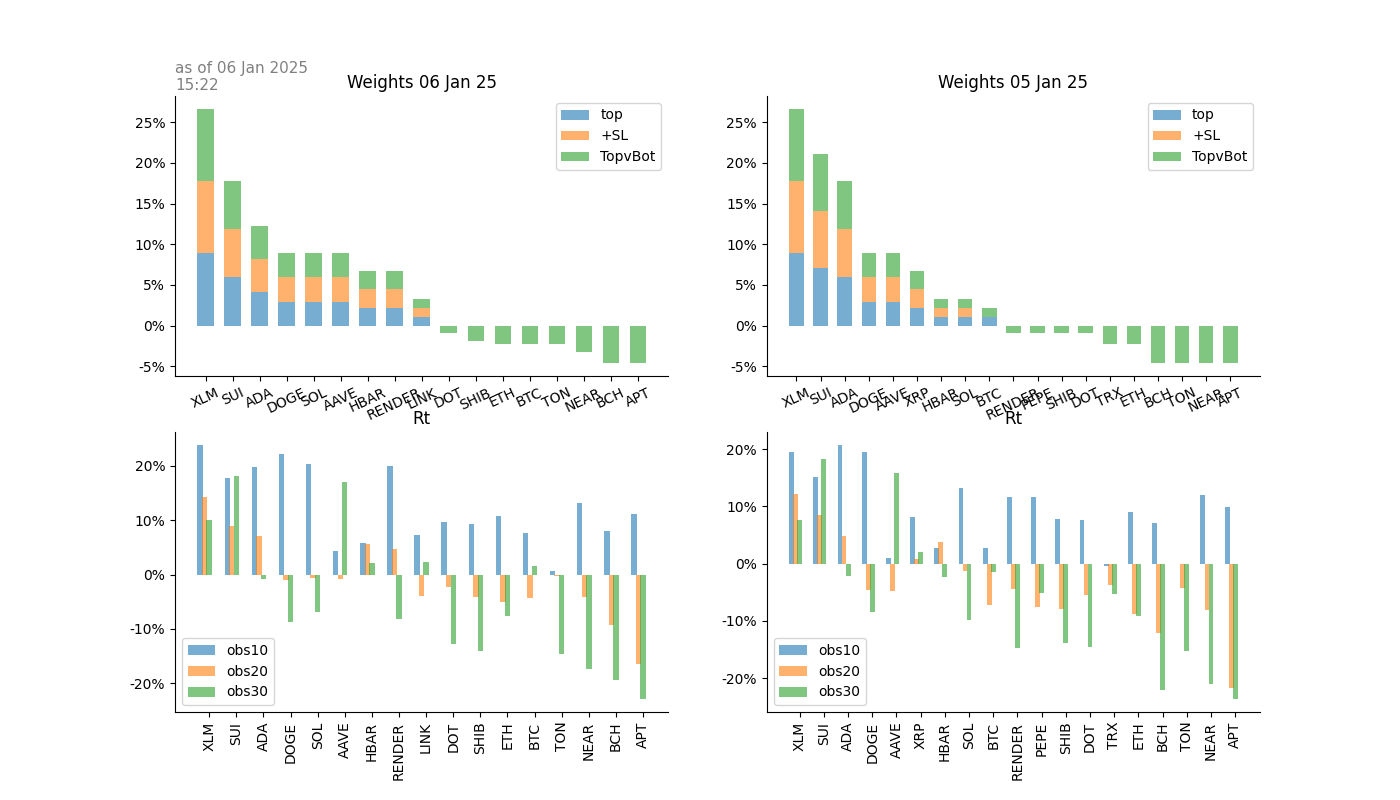 as of 06 Jan 2025
15:22
Weights 06 Jan 25
25%
20%
15%
10%
5%
0%
-5%
top
+SL
TopvBot
XLM SUI ADA DOGE SOL AAVE HBAR RENDER LINK DOT SHIB ETH BTC TON NEAR BCH APT
Weights 05 Jan 25
25%
20%
15%
10%
5%
0%
-5%
top
+SL
TopvBot
XLM SUI ADA DOGE AAVE XRP HBAR SOL BTC RENDER PEPE SHIB DOT TRX ETH BCH TON NEAR APT
Rt
20%
10%
0%
-10%
-20%
obs10
obs20
obs30
XLM SUI ADA DOGE SOL AAVE HBAR RENDER LINK DOT SHIB ETH BTC TON NEAR BCH APT
Rt
20%
10%
0%
-10%
-20%
obs10
obs20
obs30
XLM SUI ADA DOGE AAVE XRP HBAR SOL BTC RENDER PEPE SHIB DOT TRX ETH BCH TON NEAR APT